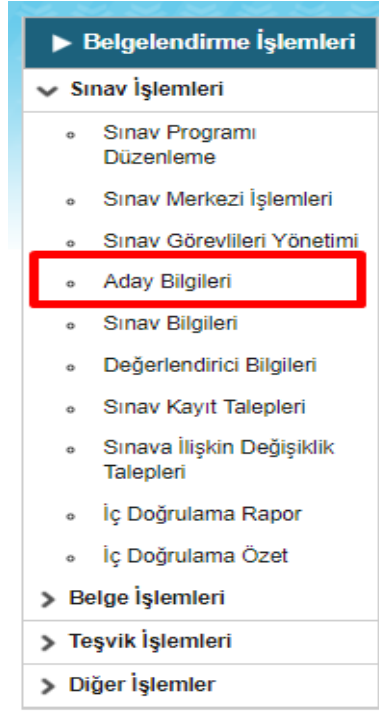 Belgelendirme İşlemleri
Sınav İşlemleri
Sınav Programı
Düzenleme
Sınav Merkezi İşlemleri
Sınav Görevlileri Yönetimi
Aday Bilgileri
Sınav Bilgileri
Değerlendirici Bilgileri
Sınav Kayıt Talepleri
Sınava İlişkin Değişiklik
Talepleri
İç Doğrulama Rapor
İç Doğrulama Özet
Belge İşlemleri
Teşvik İşlemleri
Diğer İşlemler